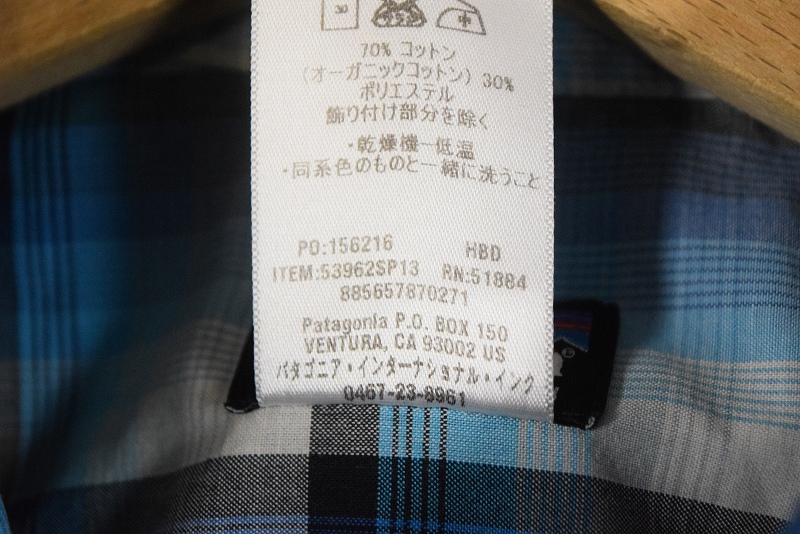 30
70% コットン
（オーガニックコットン）30%
ポリエステル
飾り付け部分を除く
・乾燥機一低温
・同系色のものと一緒に洗うこと
PO:156216 HBD
ITEM:53962SP13 RN:51884
885657870271
Patagonia P.O. BOX 150
VENTURA, CA 93002 US
パタゴニア・インターナショナル・インク
0467-23-8961